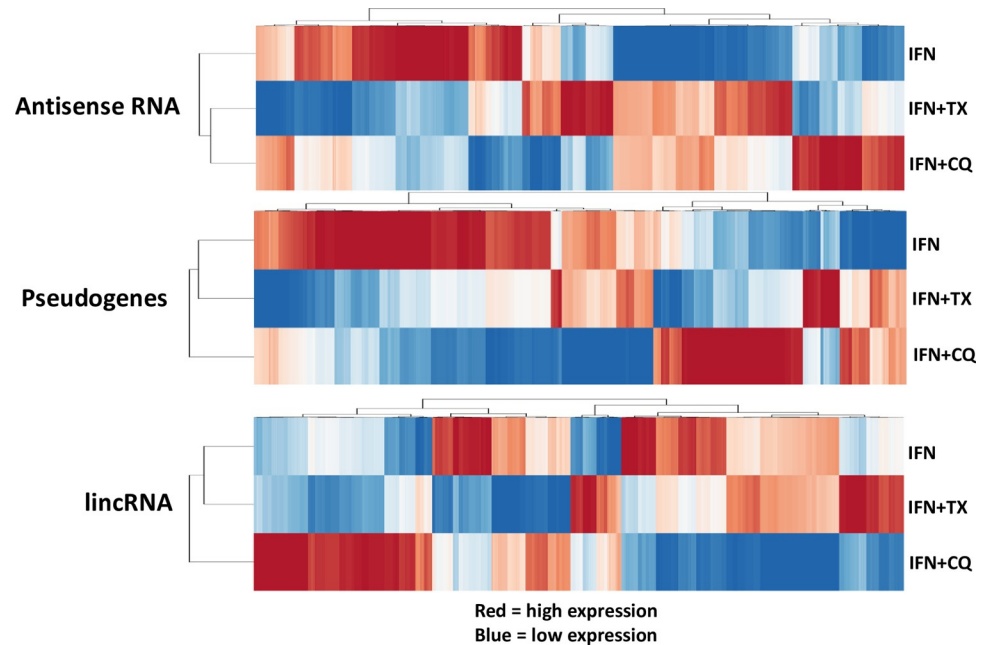 IFN
Antisense RNA
IFN+TX
IFN+CQ
IFN
Pseudogenes
IFN+TX
IFN+CQ
IFN
lincRNA
IFN+TX
IFN+CQ
Red = high expression
Blue = low expression